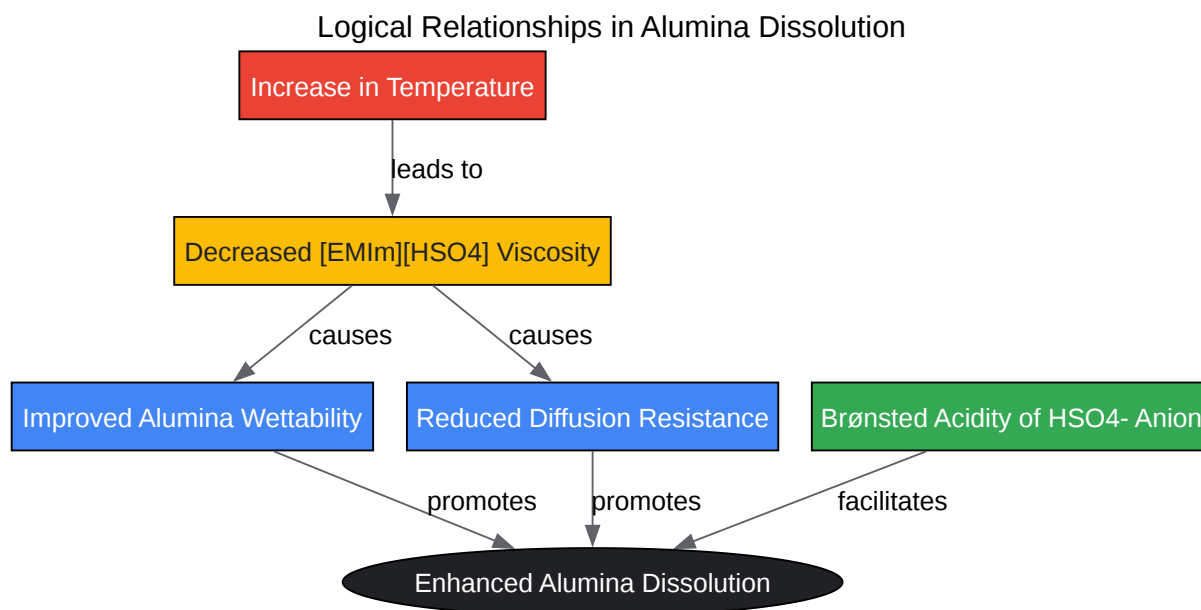 Logical Relationships in Alumina Dissolution
Increase in Temperature
leads to
Decreased [EMIm][HSO4] Viscosity
causes
causes
Improved Alumina Wettability
Reduced Diffusion Resistance
Brønsted Acidity of HSO4- Anion
promotes
promotes
facilitates
Enhanced Alumina Dissolution